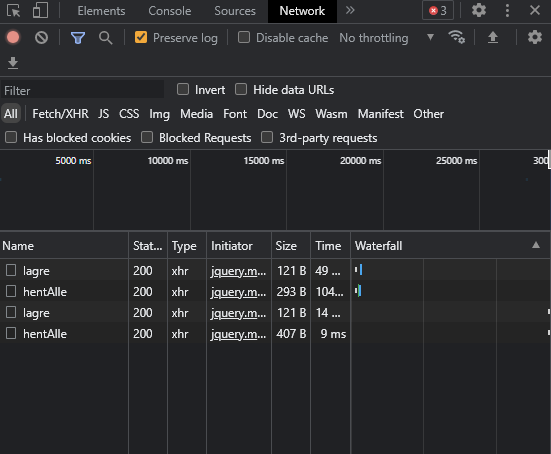 Elements Console Sources Network 3
Preserve log Disable cache No throttling
Filter Invert Hide data URLs
All Fetch/XHR JS CSS Img Media Font Doc WS Wasm Manifest Other
Has blocked cookies Blocked Requests 3rd-party requests
5000 ms 10000 ms 15000 ms 20000 ms 25000 ms 300
Name Stat... Type Initiator Size Time Waterfall
lagre 200 xhr jquery.m... 121 B 49 ...
hentAlle 200 xhr jquery.m... 293 B 104...
lagre 200 xhr jquery.m... 121 B 14 ...
hentAlle 200 xhr jquery.m... 407 B 9 ms